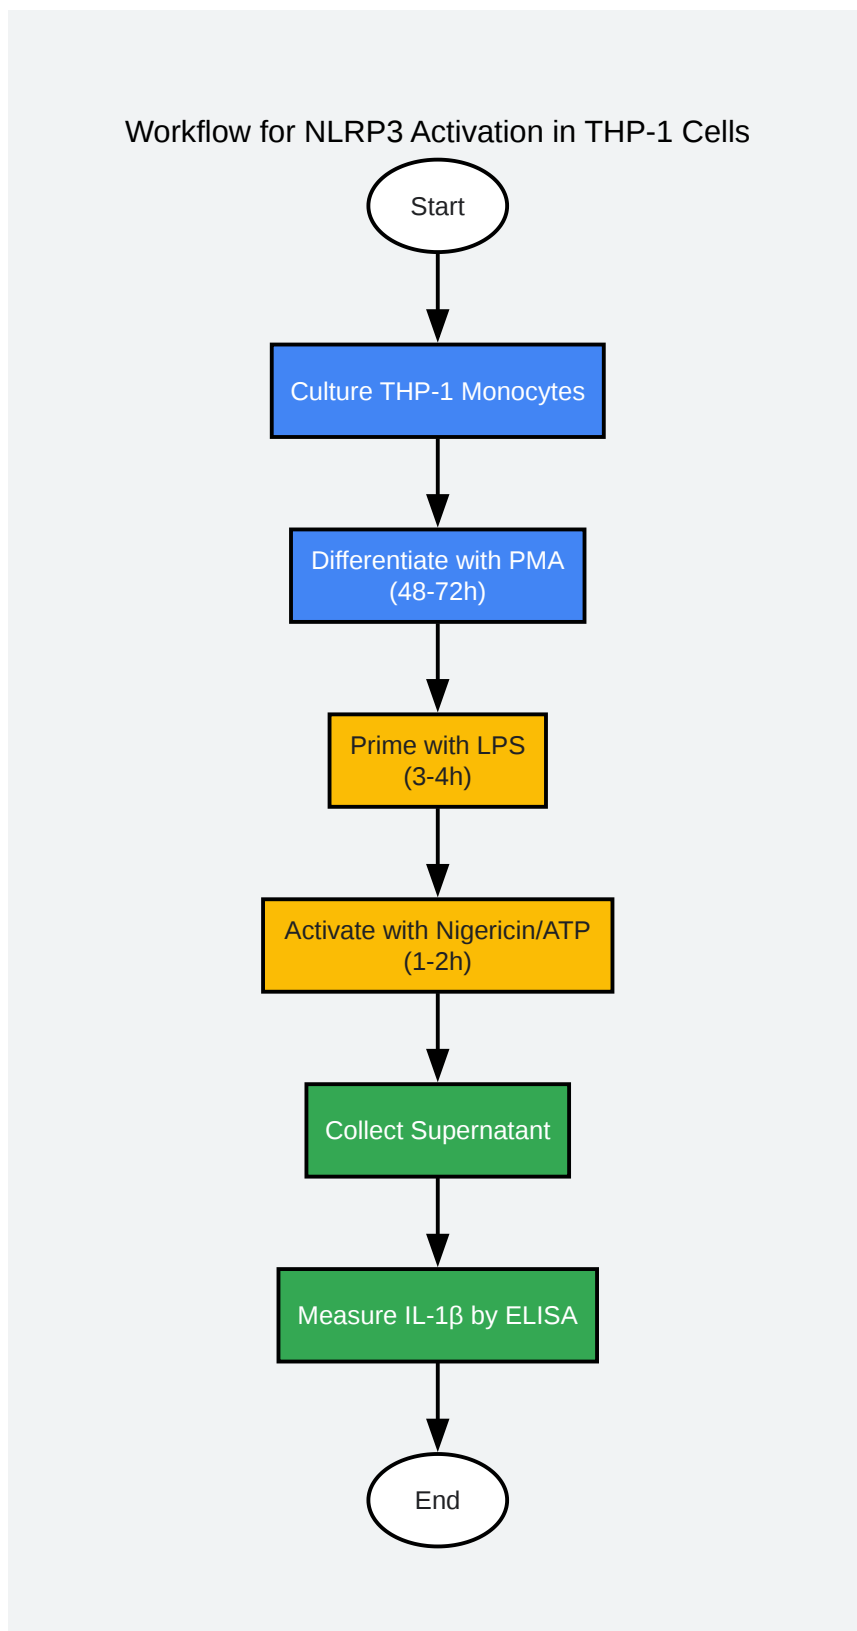 Workflow for NLRP3 Activation in THP-1 Cells
Start
Culture THP-1 Monocytes
Differentiate with PMA
(48-72h)
Prime with LPS
(3-4h)
Activate with Nigericin/ATP
(1-2h)
Collect Supernatant
Measure IL-1β by ELISA
End